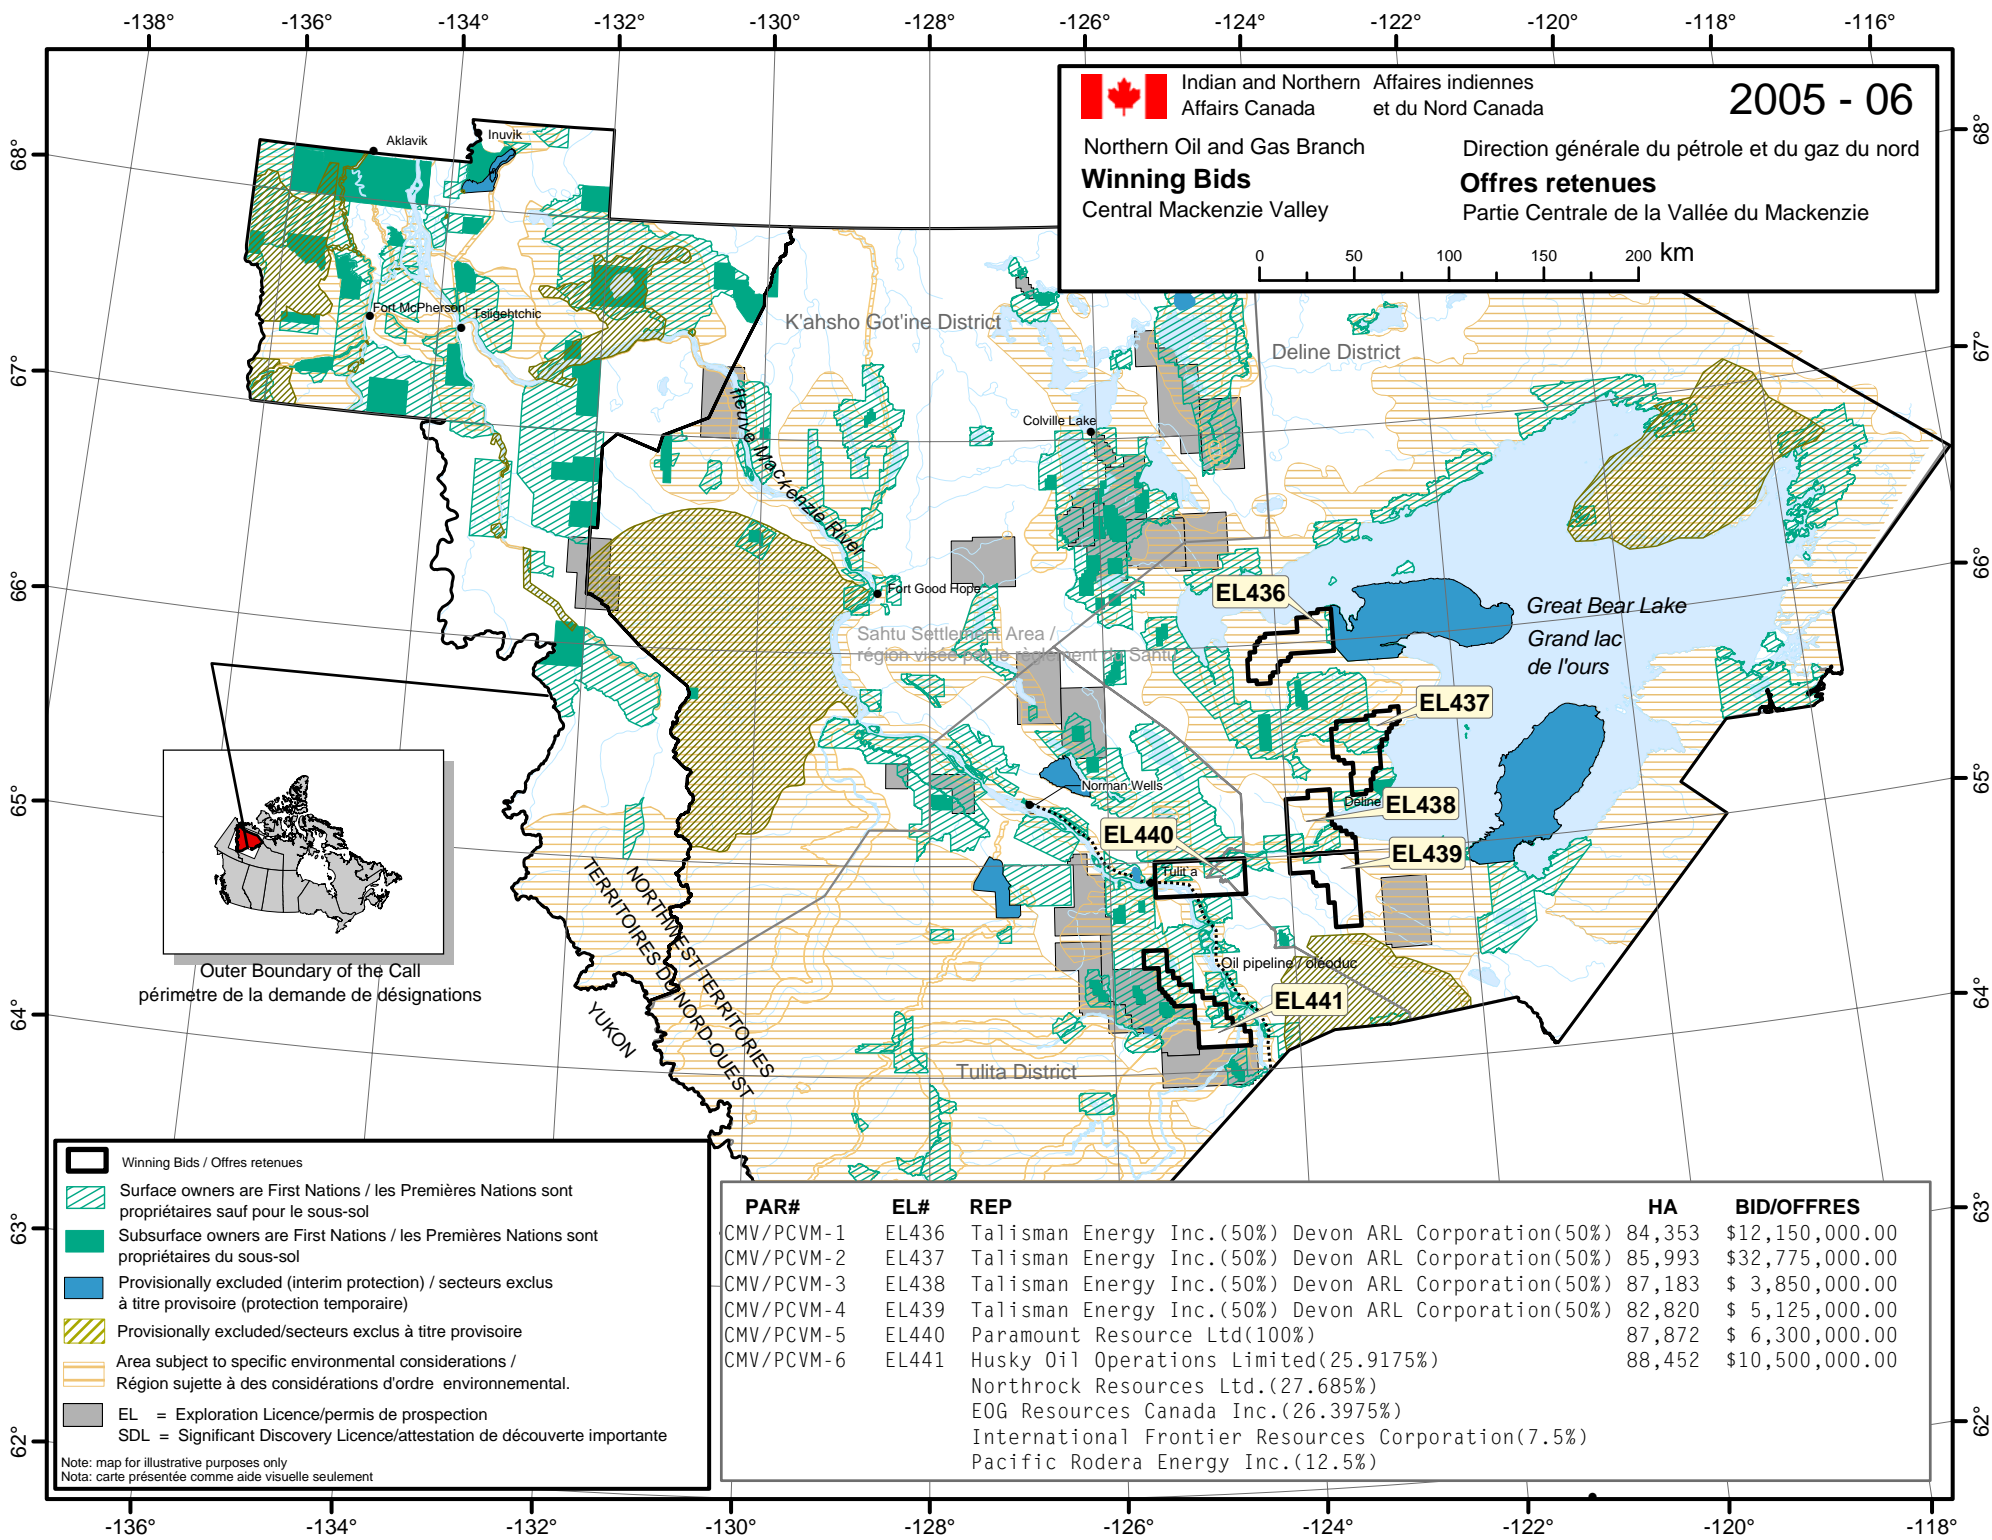 -138° -136° -134° -132° -130° -128° -126° -124° -122° -120° -118° -116°
Indian and Northern Affairs Canada
Affaires indiennes et du Nord Canada
2005 - 06
Northern Oil and Gas Branch
Direction générale du pétrole et du gaz du nord
Winning Bids
Offres retenues
Central Mackenzie Valley
Partie Centrale de la Vallée du Mackenzie
0 50 100 150 200 km
68° 67° 66° 65° 64° 63° 62°
68° 67° 66° 65° 64° 63° 62°
Aklavik
Inuvik
Fort McPherson
Tsiigehtchic
K'ahsho Got'ine District
Deline District
Colville Lake
fleuve Mackenzie River
Fort Good Hope
Sahtu Settlement Area /
région visée par le règlement du Sahtu
EL436
Great Bear Lake
Grand lac
de l'ours
EL437
Norman Wells
Deline
EL438
EL440
EL439
Tulit'a
Oil pipeline / oléoduc
EL441
NORTHWEST TERRITORIES
TERRITOIRES DU NORD-OUEST
YUKON
Tulita District
Outer Boundary of the Call
périmetre de la demande de désignations
Winning Bids / Offres retenues
Surface owners are First Nations / les Premières Nations sont
propriétaires sauf pour le sous-sol
Subsurface owners are First Nations / les Premières Nations sont
propriétaires du sous-sol
Provisionally excluded (interim protection) / secteurs exclus
à titre provisoire (protection temporaire)
Provisionally excluded/secteurs exclus à titre provisoire
Area subject to specific environmental considerations /
Région sujette à des considérations d'ordre environnemental.
EL = Exploration Licence/permis de prospection
SDL = Significant Discovery Licence/attestation de découverte importante
Note: map for illustrative purposes only
Nota: carte présentée comme aide visuelle seulement
PAR# EL# REP HA BID/OFFRES
CMV/PCVM-1 EL436 Talisman Energy Inc.(50%) Devon ARL Corporation(50%) 84,353 $12,150,000.00
CMV/PCVM-2 EL437 Talisman Energy Inc.(50%) Devon ARL Corporation(50%) 85,993 $32,775,000.00
CMV/PCVM-3 EL438 Talisman Energy Inc.(50%) Devon ARL Corporation(50%) 87,183 $ 3,850,000.00
CMV/PCVM-4 EL439 Talisman Energy Inc.(50%) Devon ARL Corporation(50%) 82,820 $ 5,125,000.00
CMV/PCVM-5 EL440 Paramount Resource Ltd(100%) 87,872 $ 6,300,000.00
CMV/PCVM-6 EL441 Husky Oil Operations Limited(25.9175%) 88,452 $10,500,000.00
Northrock Resources Ltd.(27.685%)
EOG Resources Canada Inc.(26.3975%)
International Frontier Resources Corporation(7.5%)
Pacific Rodera Energy Inc.(12.5%)
-136° -134° -132° -130° -128° -126° -124° -122° -120° -118°